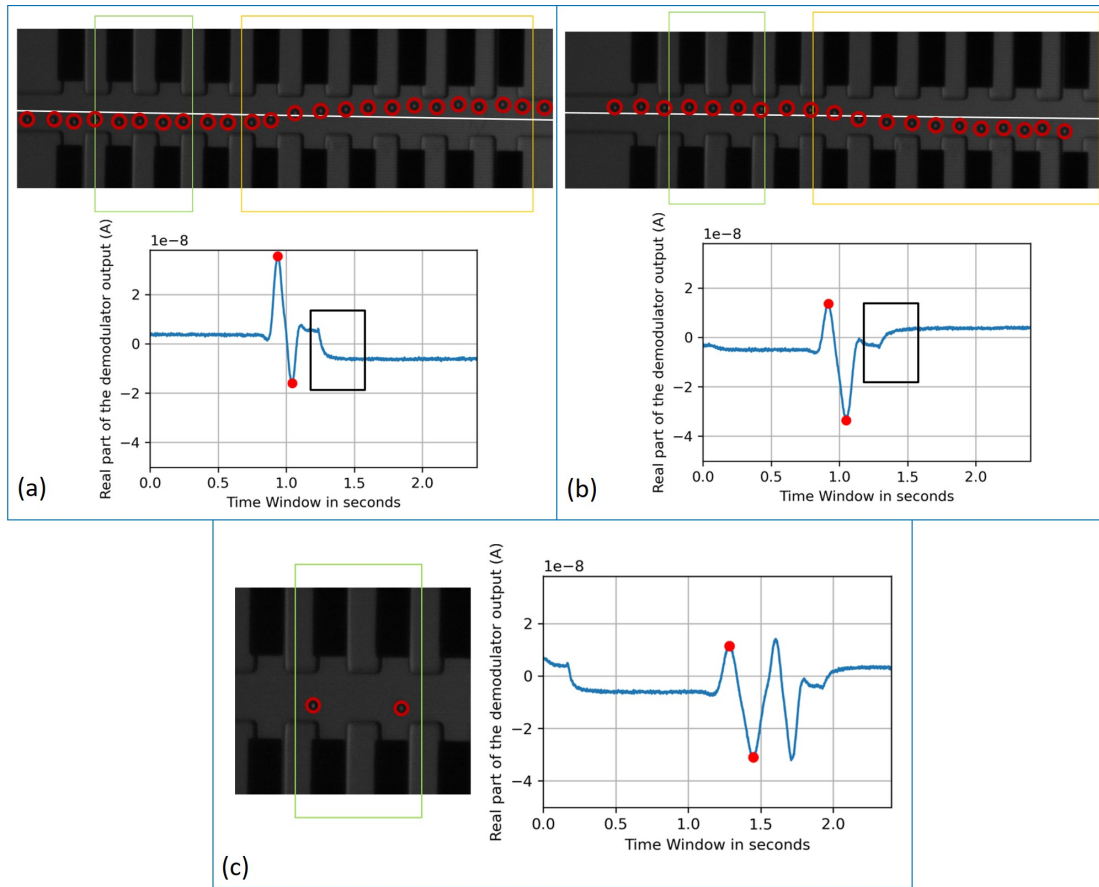 1e−8
Real part of the demodulator output (A)
2
0
−2
−4
0.0 0.5 1.0 1.5 2.0
Time Window in seconds
(a)
1e−8
Real part of the demodulator output (A)
2
0
−2
−4
0.0 0.5 1.0 1.5 2.0
Time Window in seconds
(b)
1e−8
Real part of the demodulator output (A)
2
0
−2
−4
0.0 0.5 1.0 1.5 2.0
Time Window in seconds
(c)